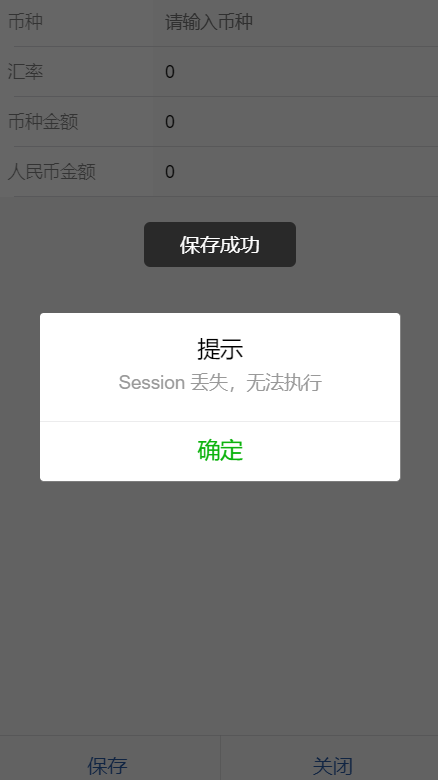 币种 请输入币种
汇率 0
币种金额 0
人民币金额 0
保存成功
提示
Session 丢失，无法执行
确定
保存 关闭